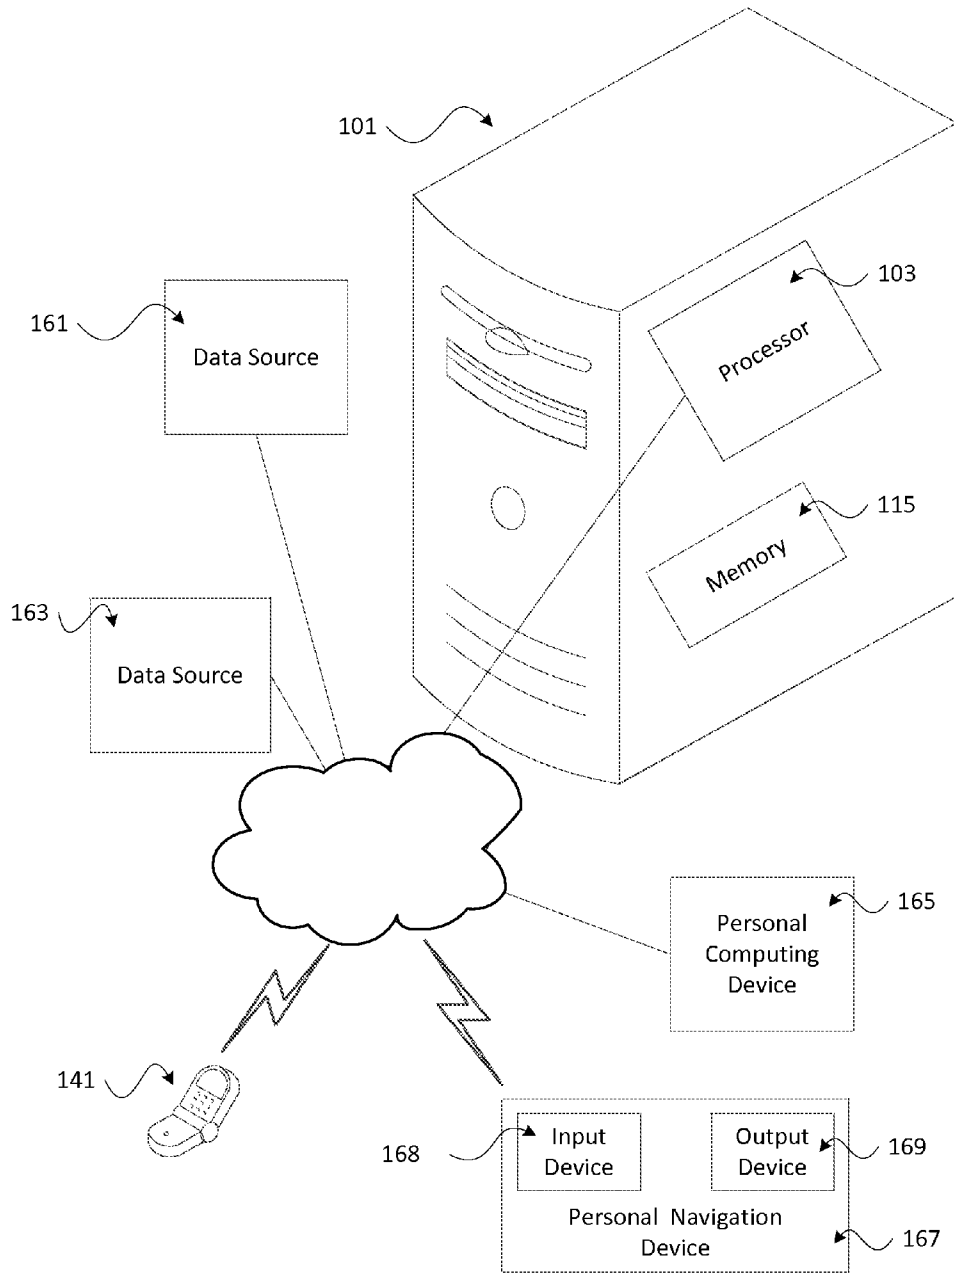 101
103
Processor
161
Data Source
115
Memory
163
Data Source
165
Personal
Computing
Device
141
168
Input
Device
Output
Device
169
Personal Navigation
Device
167